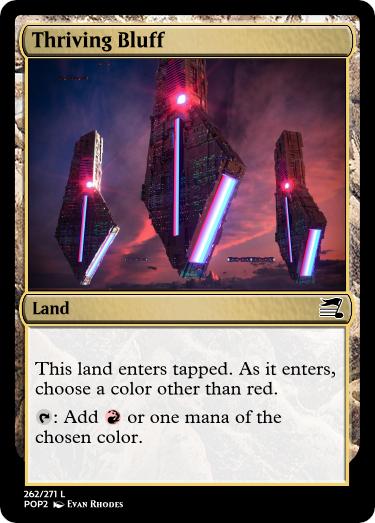 Thriving Bluff
Land
This land enters tapped. As it enters,
choose a color other than red.
: Add or one mana of the
chosen color.
262/271 L
POP2 Evan Rhodes